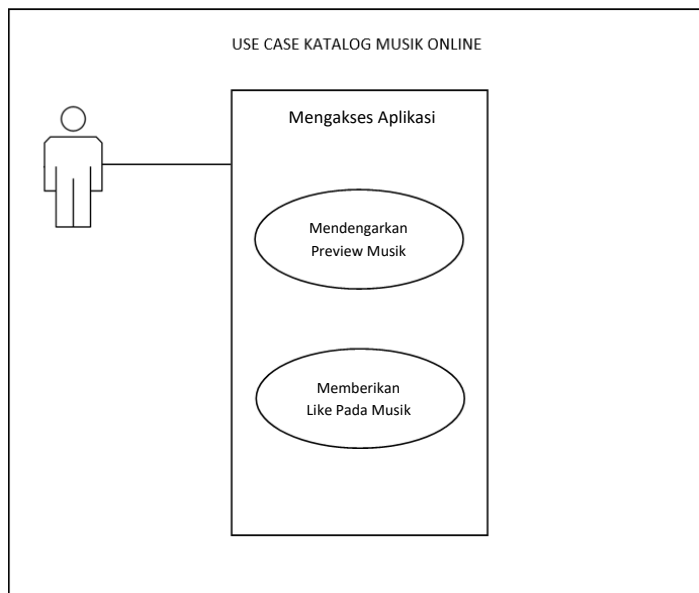 USE CASE KATALOG MUSIK ONLINE
Mengakses Aplikasi
Mendengarkan
Preview Musik
Memberikan
Like Pada Musik